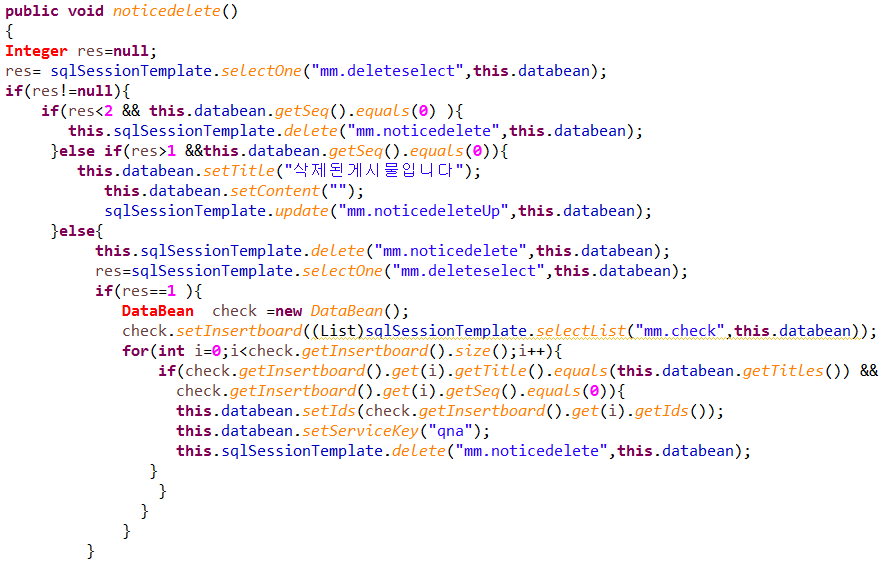 public void noticedelete()
{
Integer res=null;
res= sqlSessionTemplate.selectOne("mm.deleteselect",this.databean);
if(res!=null){
if(res<2 && this.databean.getSeq().equals(0) ){
this.sqlSessionTemplate.delete("mm.noticedelete",this.databean);
}else if(res>1 &&this.databean.getSeq().equals(0)){
this.databean.setTitle("삭제된게시물입니다");
this.databean.setContent("");
sqlSessionTemplate.update("mm.noticedeleteUp",this.databean);
}else{
this.sqlSessionTemplate.delete("mm.noticedelete",this.databean);
res=sqlSessionTemplate.selectOne("mm.deleteselect",this.databean);
if(res==1 ){
DataBean check =new DataBean();
check.setInsertboard((List)sqlSessionTemplate.selectList("mm.check",this.databean));
for(int i=0;i<check.getInsertboard().size();i++){
if(check.getInsertboard().get(i).getTitle().equals(this.databean.getTitles()) &&
check.getInsertboard().get(i).getSeq().equals(0)){
this.databean.setIds(check.getInsertboard().get(i).getIds());
this.databean.setServiceKey("qna");
this.sqlSessionTemplate.delete("mm.noticedelete",this.databean);
}
}
}
}
}